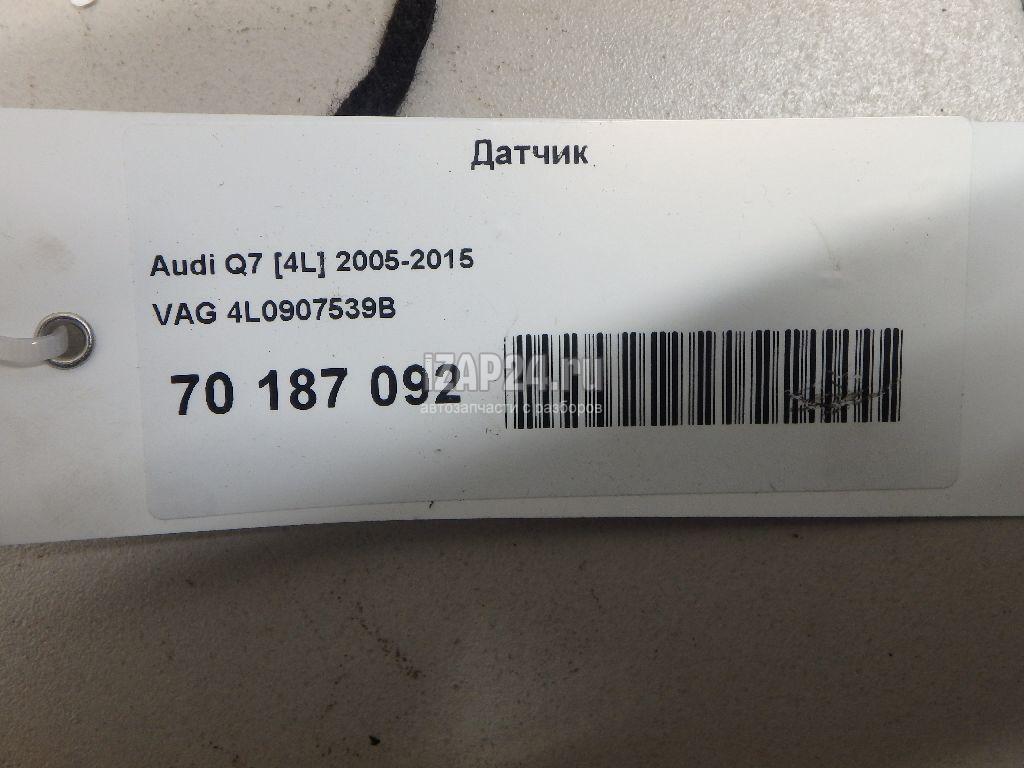 Датчик
Audi Q7 [4L] 2005-2015
VAG 4L0907539B
70 187 092
iZAP24.ru
автозапчасти с разборов